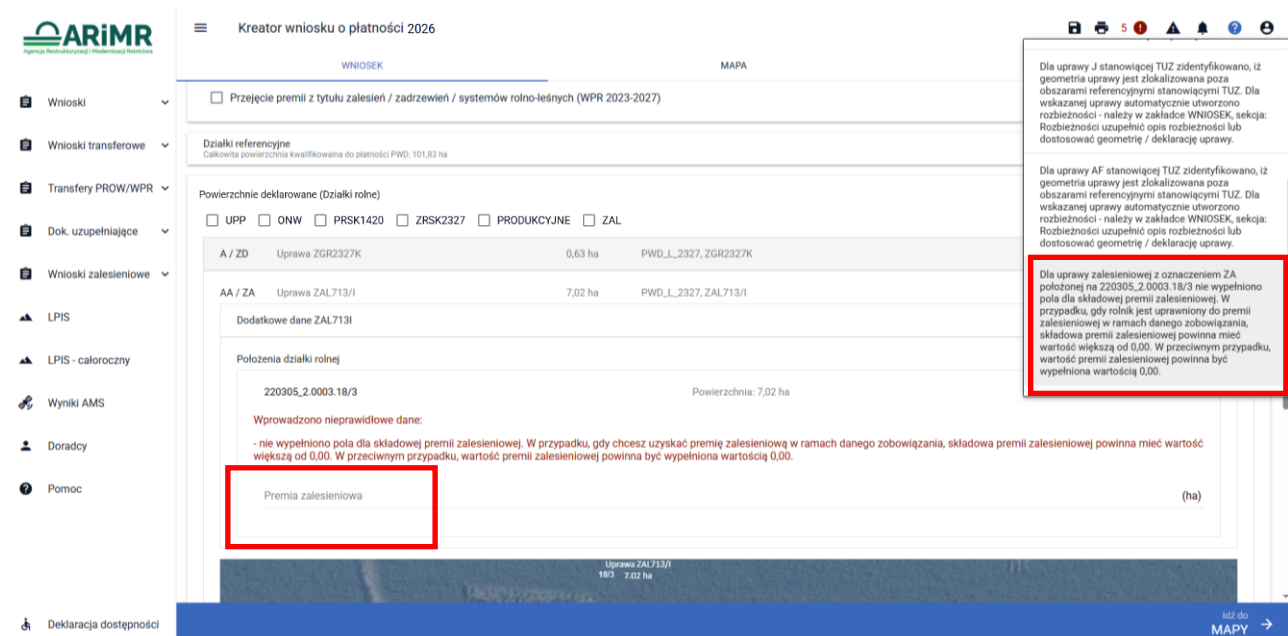 ARiMR
Agencja Restrukturyzacji i Modernizacji Rolnictwa
Kreator wniosku o płatności 2026
5
WNIOSEK
MAPA
Wnioski
Wnioski transferowe
Transfery PROW/WPR
Dok. uzupełniające
Wnioski zalesieniowe
LPIS
LPIS - całoroczny
Wyniki AMS
Doradcy
Pomoc
Deklaracja dostępności
Przejęcie premii z tytułu zalesień / zadrzewień / systemów rolno-leśnych (WPR 2023-2027)
Działki referencyjne
Całkowita powierzchnia kwalifikowalna do płatności PWD: 101,83 ha
Powierzchnie deklarowane (Działki rolne)
UPP ONW PRSK1420 ZRSK2327 PRODUKCYJNE ZAL
A / ZD Uprawa ZGR2327K 0,63 ha PWD_L_2327, ZGR2327K
AA / ZA Uprawa ZAL713/I 7,02 ha PWD_L_2327, ZAL713/I
Dodatkowe dane ZAL713I
Położenia działki rolnej
220305_2.0003.18/3 Powierzchnia: 7,02 ha
Wprowadzono nieprawidłowe dane:
- nie wypełniono pola dla składowej premii zalesieniowej. W przypadku, gdy chcesz uzyskać premię zalesieniową w ramach danego zobowiązania, składowa premii zalesieniowej powinna mieć wartość
większą od 0,00. W przeciwnym przypadku, wartość premii zalesieniowej powinna być wypełniona wartością 0,00.
Premia zalesieniowa (ha)
Uprawa ZAL713/I
18/3 7.02 ha
Idź do
MAPY
Dla uprawy J stanowiącej TUZ zidentyfikowano, iż
geometria uprawy jest zlokalizowana poza
obszarami referencyjnymi stanowiącymi TUZ. Dla
wskazanej uprawy automatycznie utworzono
rozbieżności - należy w zakładce WNIOSEK, sekcja:
Rozbieżności uzupełnić opis rozbieżności lub
dostosować geometrię / deklarację uprawy.
Dla uprawy AF stanowiącej TUZ zidentyfikowano, iż
geometria uprawy jest zlokalizowana poza
obszarami referencyjnymi stanowiącymi TUZ. Dla
wskazanej uprawy automatycznie utworzono
rozbieżności - należy w zakładce WNIOSEK, sekcja:
Rozbieżności uzupełnić opis rozbieżności lub
dostosować geometrię / deklarację uprawy.
Dla uprawy zalesieniowej z oznaczeniem ZA
położonej na 220305_2.0003.18/3 nie wypełniono
pola dla składowej premii zalesieniowej. W
przypadku, gdy rolnik jest uprawniony do premii
zalesieniowej w ramach danego zobowiązania,
składowa premii zalesieniowej powinna mieć
wartość większą od 0,00. W przeciwnym przypadku,
wartość premii zalesieniowej powinna być
wypełniona wartością 0,00.